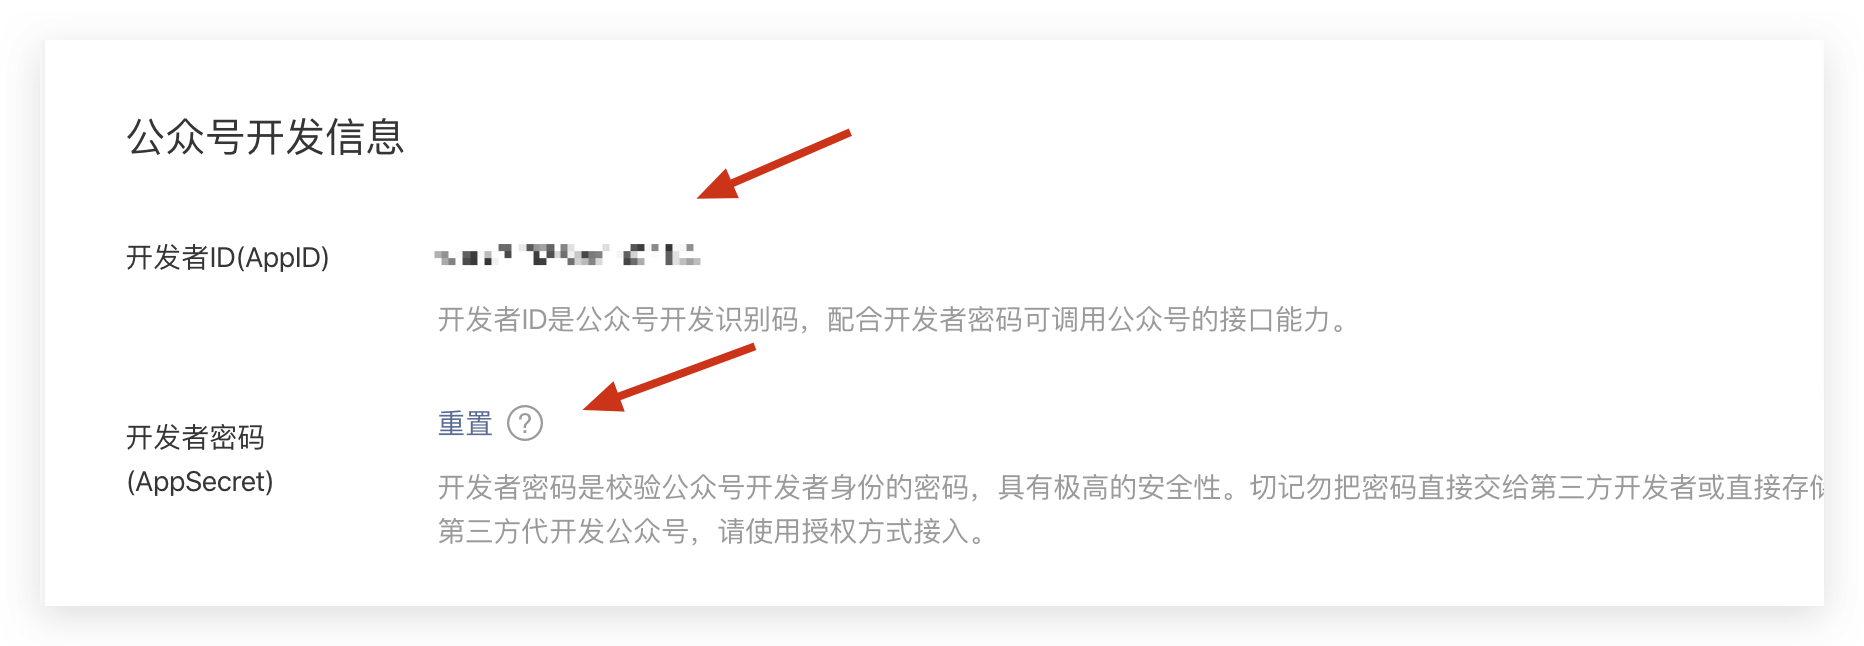 公众号开发信息
开发者ID(AppID)
开发者ID是公众号开发识别码，配合开发者密码可调用公众号的接口能力。
重置 ?
开发者密码
(AppSecret)
开发者密码是校验公众号开发者身份的密码，具有极高的安全性。切记勿把密码直接交给第三方开发者或直接存储
第三方代开发公众号，请使用授权方式接入。